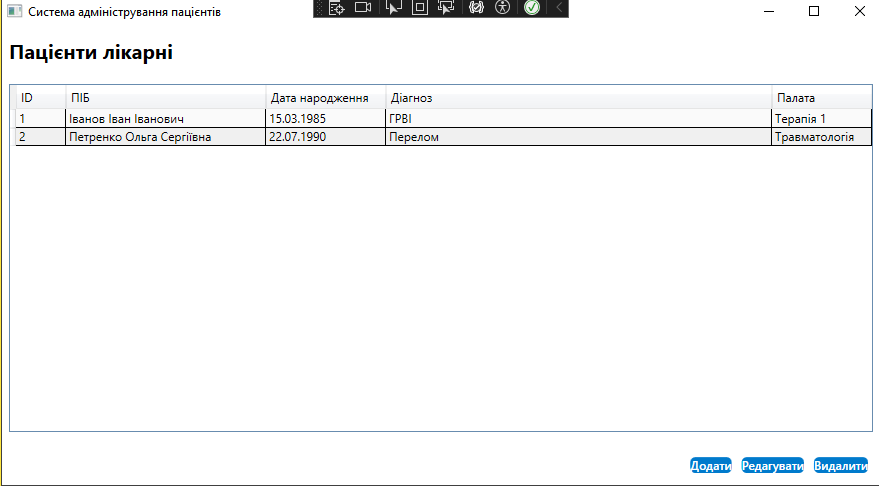 Система адміністрування пацієнтів
Пацієнти лікарні
ID ПІБ Дата народження Діагноз Палата
1 Іванов Іван Іванович 15.03.1985 ГРВІ Терапія 1
2 Петренко Ольга Сергіївна 22.07.1990 Перелом Травматологія
Додати Редагувати Видалити